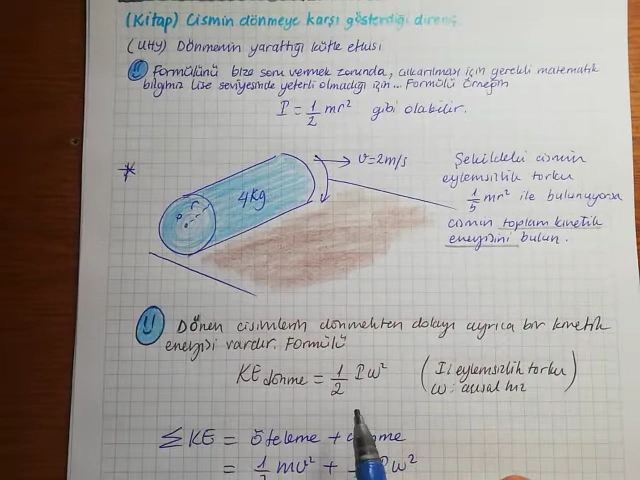 (Kitap) Cismin dönmeye karşı gösterdiği direnç
(UHY) Dönmenin yarattığı kütle etkisi
Formülünü bize soru vermek zorunda, çıkarılması için gerekli matematik
bilgimiz lise seviyesinde yeterli olmadığı için... Formülü örneğin
I = 1/2 mr² gibi olabilir.
*
r
4Kg
v=2m/s
Şekildeki cismin
eylemsizlik torku
1/5 mr² ile bulunuyorsa
cismin toplam kinetik
enerjisini bulun.
Dönen cisimlerin dönmekten dolayı ayrıca bir kinetik
enerjisi vardır. Formülü
KE dönme = 1/2 Iω²
(I: eylemsizlik torku
ω: açısal hız)
ΣKE = öteleme + dönme
= 1/2 mv² + Iω²